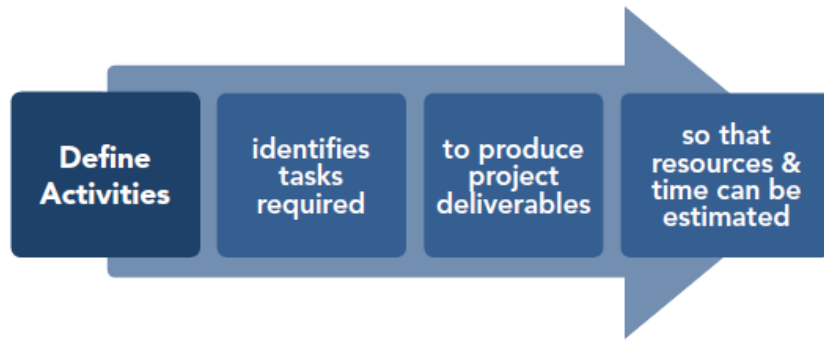 Define
Activities
identifies
tasks
required
to produce
project
deliverables
so that
resources &
time can be
estimated